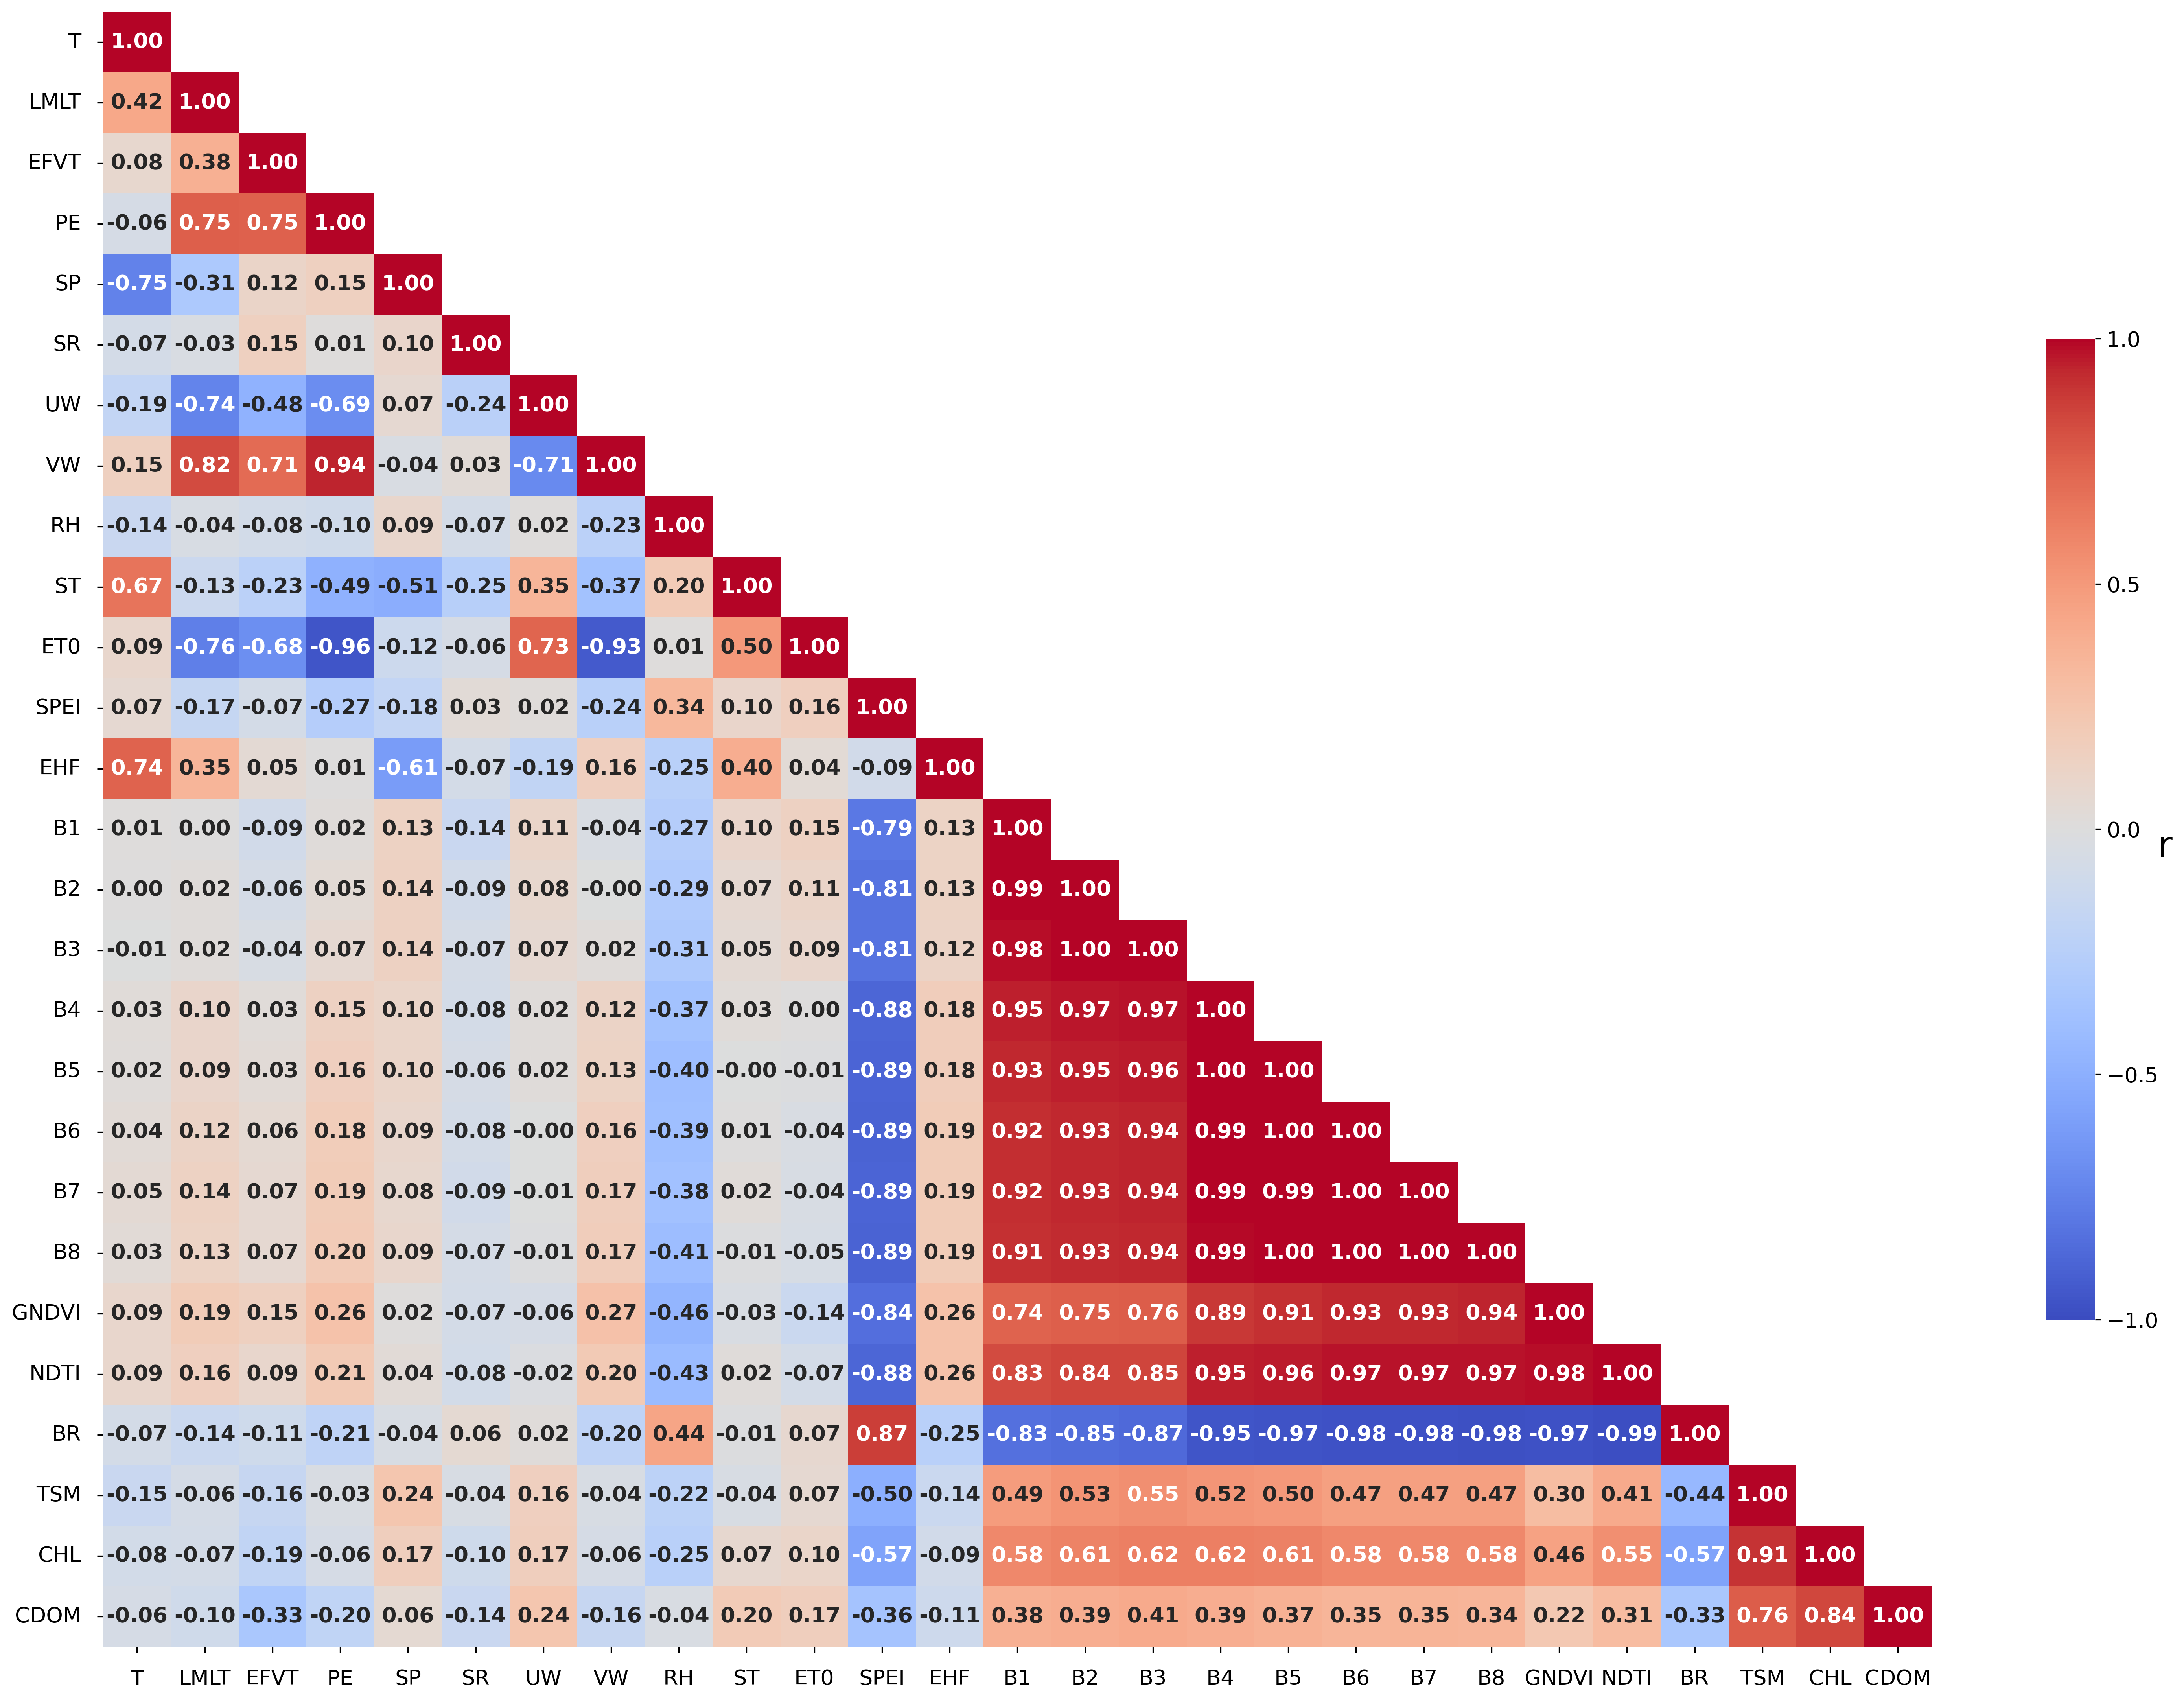 T 1.00
LMLT 0.42 1.00
EFVT 0.08 0.38 1.00
PE -0.06 0.75 0.75 1.00
SP -0.75 -0.31 0.12 0.15 1.00
SR -0.07 -0.03 0.15 0.01 0.10 1.00
UW -0.19 -0.74 -0.48 -0.69 0.07 -0.24 1.00
VW 0.15 0.82 0.71 0.94 -0.04 0.03 -0.71 1.00
RH -0.14 -0.04 -0.08 -0.10 0.09 -0.07 0.02 -0.23 1.00
ST 0.67 -0.13 -0.23 -0.49 -0.51 -0.25 0.35 -0.37 0.20 1.00
ET0 0.09 -0.76 -0.68 -0.96 -0.12 -0.06 0.73 -0.93 0.01 0.50 1.00
SPEI 0.07 -0.17 -0.07 -0.27 -0.18 0.03 0.02 -0.24 0.34 0.10 0.16 1.00
EHF 0.74 0.35 0.05 0.01 -0.61 -0.07 -0.19 0.16 -0.25 0.40 0.04 -0.09 1.00
B1 0.01 0.00 -0.09 0.02 0.13 -0.14 0.11 -0.04 -0.27 0.10 0.15 -0.79 0.13 1.00
B2 0.00 0.02 -0.06 0.05 0.14 -0.09 0.08 -0.00 -0.29 0.07 0.11 -0.81 0.13 0.99 1.00
B3 -0.01 0.02 -0.04 0.07 0.14 -0.07 0.07 0.02 -0.31 0.05 0.09 -0.81 0.12 0.98 1.00 1.00
B4 0.03 0.10 0.03 0.15 0.10 -0.08 0.02 0.12 -0.37 0.03 0.00 -0.88 0.18 0.95 0.97 0.97 1.00
B5 0.02 0.09 0.03 0.16 0.10 -0.06 0.02 0.13 -0.40 -0.00 -0.01 -0.89 0.18 0.93 0.95 0.96 1.00 1.00
B6 0.04 0.12 0.06 0.18 0.09 -0.08 -0.00 0.16 -0.39 0.01 -0.04 -0.89 0.19 0.92 0.93 0.94 0.99 1.00 1.00
B7 0.05 0.14 0.07 0.19 0.08 -0.09 -0.01 0.17 -0.38 0.02 -0.04 -0.89 0.19 0.92 0.93 0.94 0.99 0.99 1.00 1.00
B8 0.03 0.13 0.07 0.20 0.09 -0.07 -0.01 0.17 -0.41 -0.01 -0.05 -0.89 0.19 0.91 0.93 0.94 0.99 1.00 1.00 1.00 1.00
GNDVI 0.09 0.19 0.15 0.26 0.02 -0.07 -0.06 0.27 -0.46 -0.03 -0.14 -0.84 0.26 0.74 0.75 0.76 0.89 0.91 0.93 0.93 0.94 1.00
NDTI 0.09 0.16 0.09 0.21 0.04 -0.08 -0.02 0.20 -0.43 0.02 -0.07 -0.88 0.26 0.83 0.84 0.85 0.95 0.96 0.97 0.97 0.97 0.98 1.00
BR -0.07 -0.14 -0.11 -0.21 -0.04 0.06 0.02 -0.20 0.44 -0.01 0.07 0.87 -0.25 -0.83 -0.85 -0.87 -0.95 -0.97 -0.98 -0.98 -0.98 -0.97 -0.99 1.00
TSM -0.15 -0.06 -0.16 -0.03 0.24 -0.04 0.16 -0.04 -0.22 -0.04 0.07 -0.50 -0.14 0.49 0.53 0.55 0.52 0.50 0.47 0.47 0.47 0.30 0.41 -0.44 1.00
CHL -0.08 -0.07 -0.19 -0.06 0.17 -0.10 0.17 -0.06 -0.25 0.07 0.10 -0.57 -0.09 0.58 0.61 0.62 0.62 0.61 0.58 0.58 0.58 0.46 0.55 -0.57 0.91 1.00
CDOM -0.06 -0.10 -0.33 -0.20 0.06 -0.14 0.24 -0.16 -0.04 0.20 0.17 -0.36 -0.11 0.38 0.39 0.41 0.39 0.37 0.35 0.35 0.34 0.22 0.31 -0.33 0.76 0.84 1.00
T LMLT EFVT PE SP SR UW VW RH ST ET0 SPEI EHF B1 B2 B3 B4 B5 B6 B7 B8 GNDVI NDTI BR TSM CHL CDOM
1.0
0.5
0.0
−0.5
−1.0
r